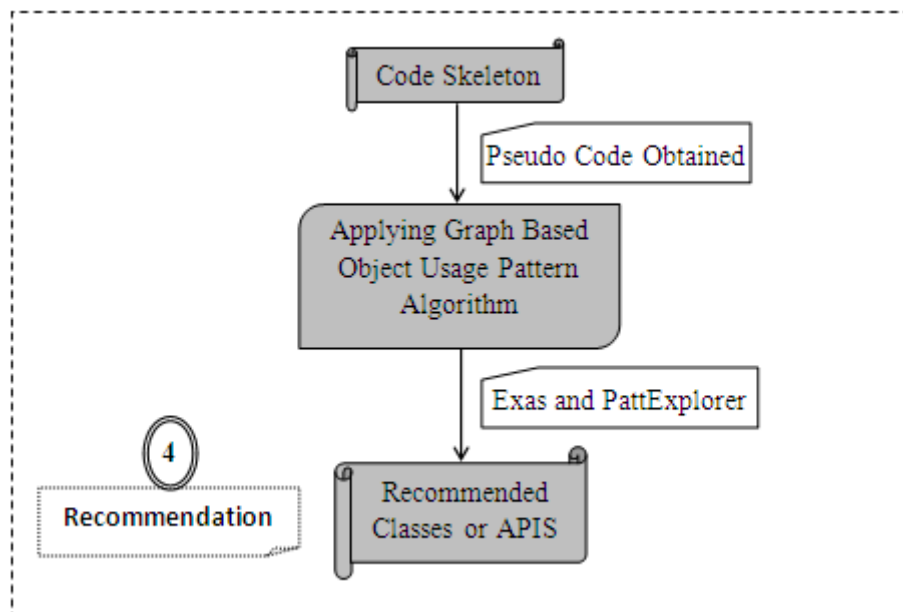 Code Skeleton
Pseudo Code Obtained
Applying Graph Based
Object Usage Pattern
Algorithm
Exas and PattExplorer
4
Recommendation
Recommended
Classes or APIS